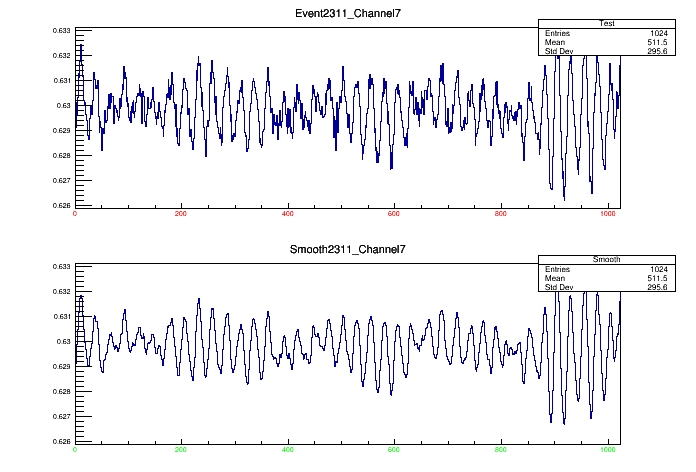 Event2311_Channel7
Test
Entries 1024
Mean 511.5
Std Dev 295.6
0.633
0.632
0.631
0.63
0.629
0.628
0.627
0.626
0 200 400 600 800 1000
Smooth2311_Channel7
Smooth
Entries 1024
Mean 511.5
Std Dev 295.6
0.633
0.632
0.631
0.63
0.629
0.628
0.627
0.626
0 200 400 600 800 1000